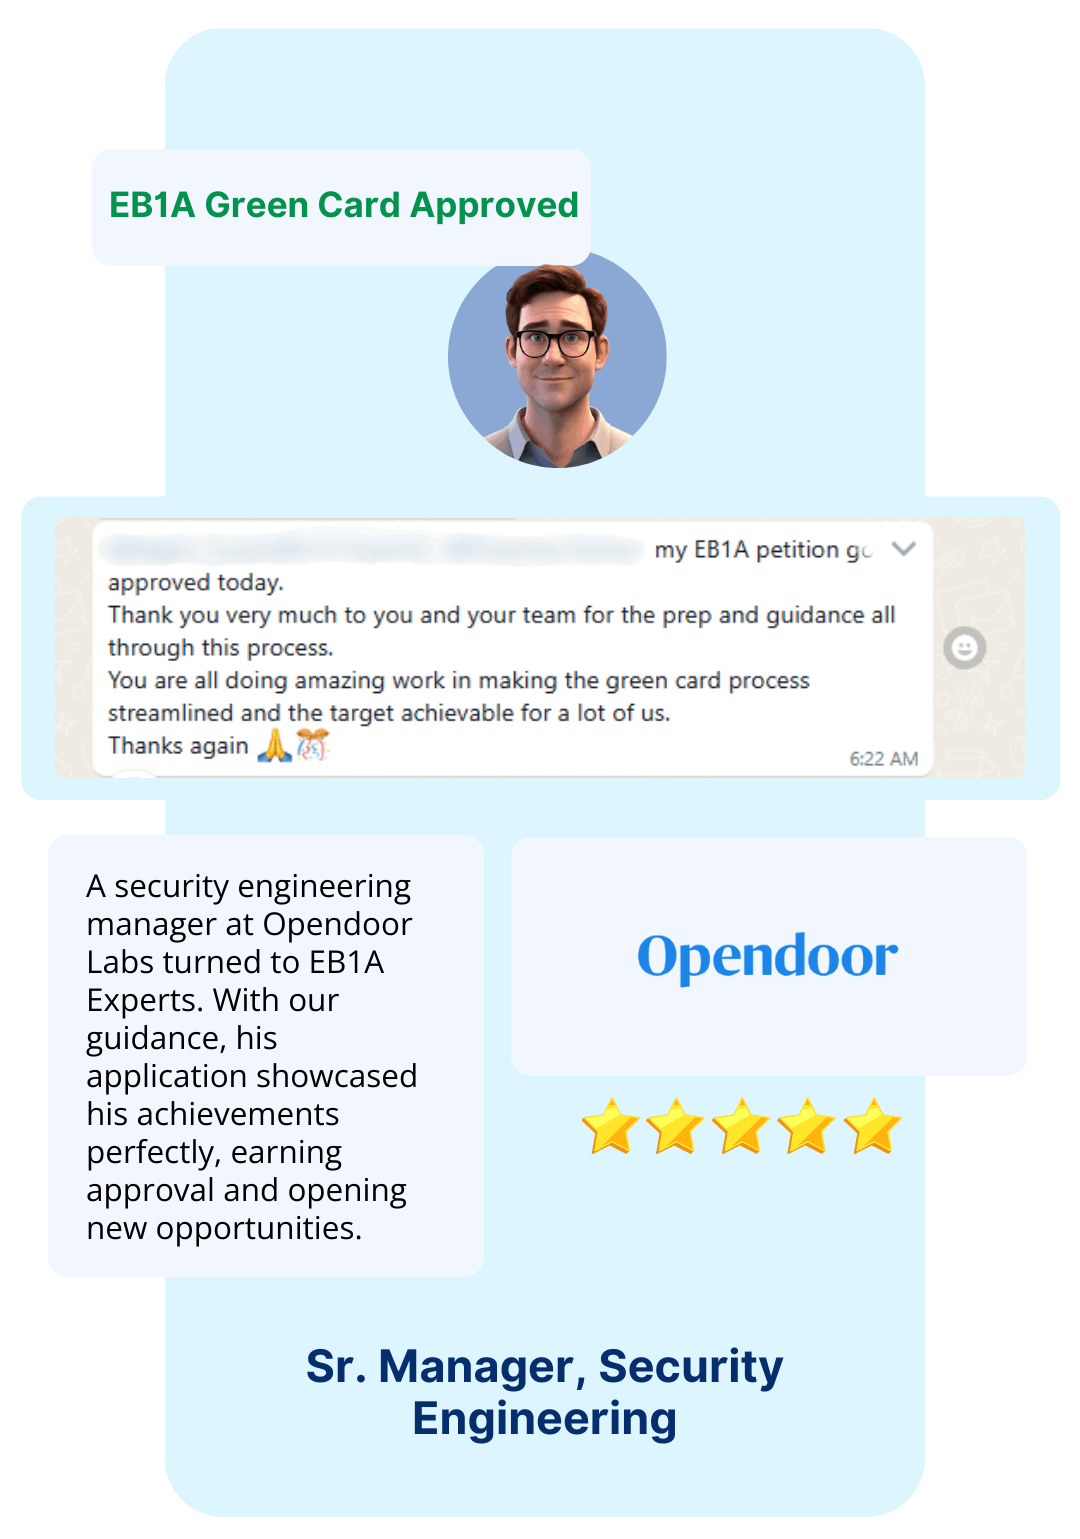 EB1A Green Card Approved
my EB1A petition
approved today.
Thank you very much to you and your team for the prep and guidance all
through this process.
You are all doing amazing work in making the green card process
streamlined and the target achievable for a lot of us.
Thanks again 🙏🎊
6:22 AM
A security engineering
manager at Opendoor
Labs turned to EB1A
Experts. With our
guidance, his
application showcased
his achievements
perfectly, earning
approval and opening
new opportunities.
Opendoor
Sr. Manager, Security
Engineering